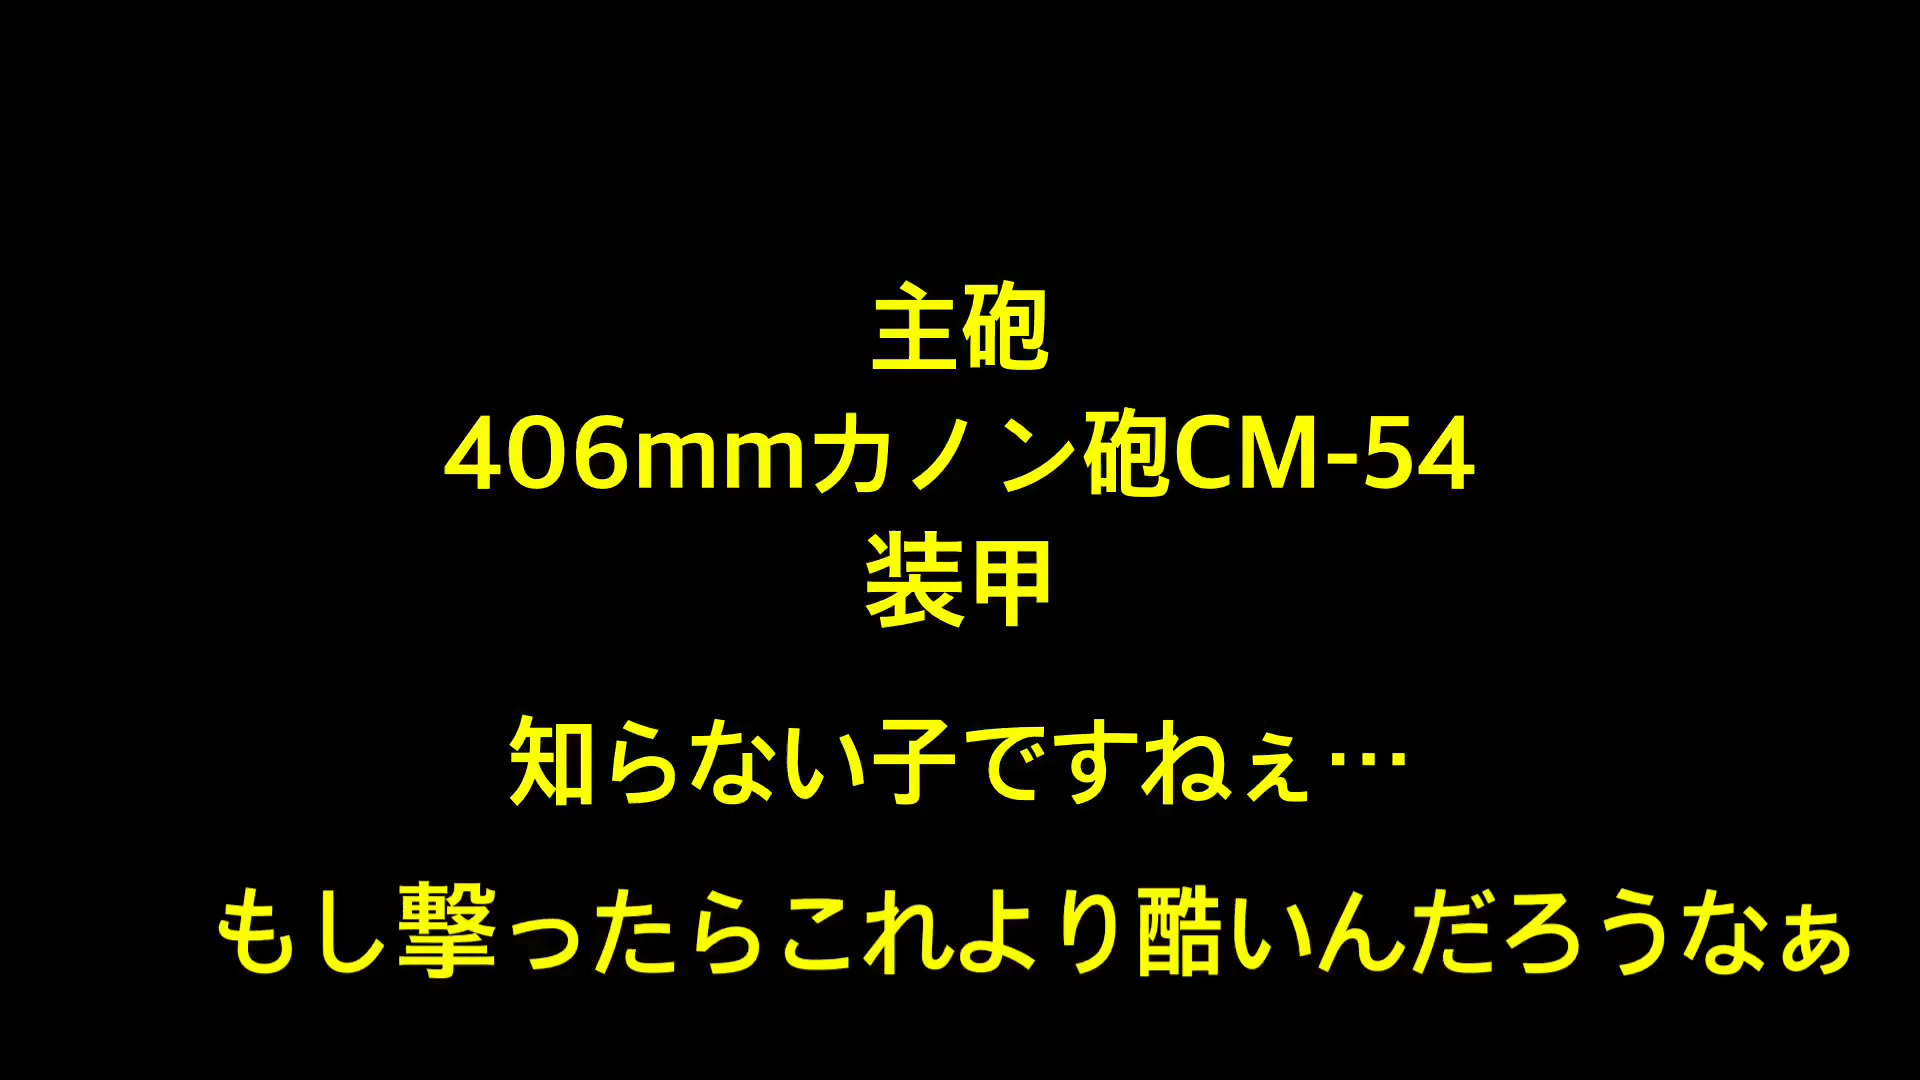 主砲
406mmカノン砲CM-54
装甲
知らない子ですねぇ…
もし撃ったらこれより酷いんだろうなぁ